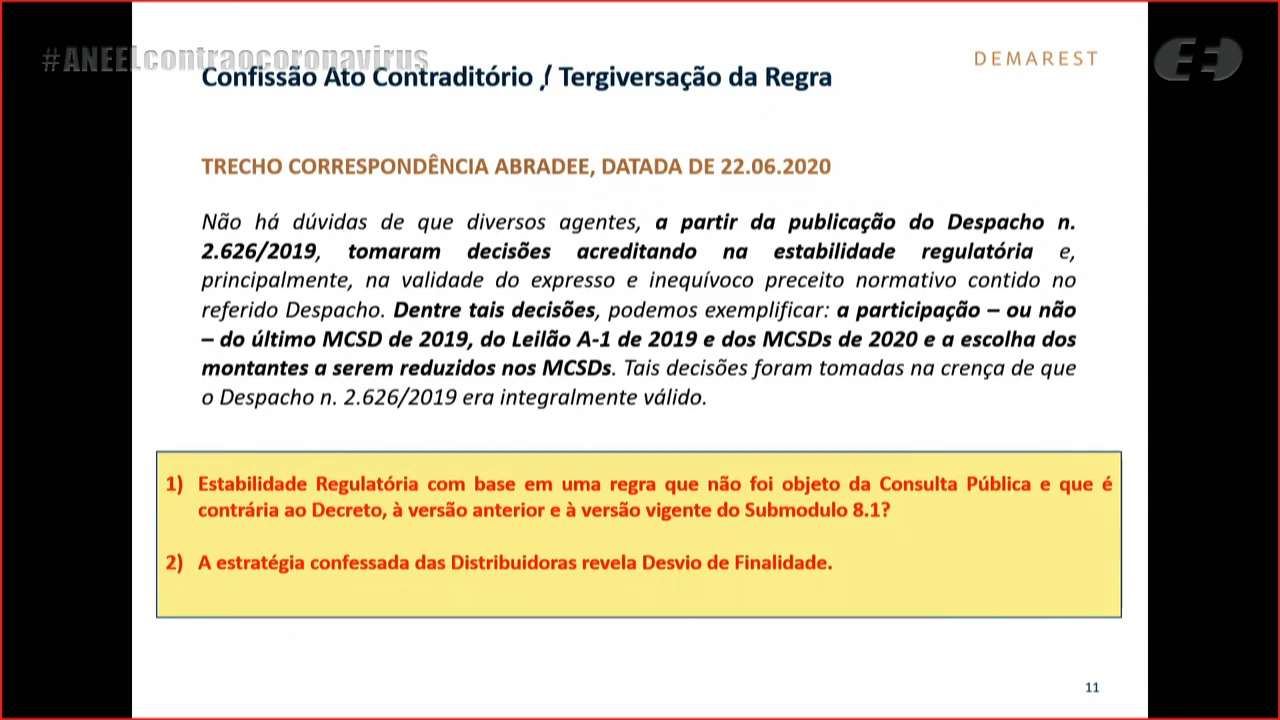 #ANEELcontraocoronavirus
DEMAREST
Confissão Ato Contraditório / Tergiversação da Regra
TRECHO CORRESPONDÊNCIA ABRADEE, DATADA DE 22.06.2020
Não há dúvidas de que diversos agentes, a partir da publicação do Despacho n.
2.626/2019, tomaram decisões acreditando na estabilidade regulatória e,
principalmente, na validade do expresso e inequívoco preceito normativo contido no
referido Despacho. Dentre tais decisões, podemos exemplificar: a participação – ou não
– do último MCSD de 2019, do Leilão A-1 de 2019 e dos MCSDs de 2020 e a escolha dos
montantes a serem reduzidos nos MCSDs. Tais decisões foram tomadas na crença de que
o Despacho n. 2.626/2019 era integralmente válido.
1) Estabilidade Regulatória com base em uma regra que não foi objeto da Consulta Pública e que é
contrária ao Decreto, à versão anterior e à versão vigente do Submodulo 8.1?
2) A estratégia confessada das Distribuidoras revela Desvio de Finalidade.
11